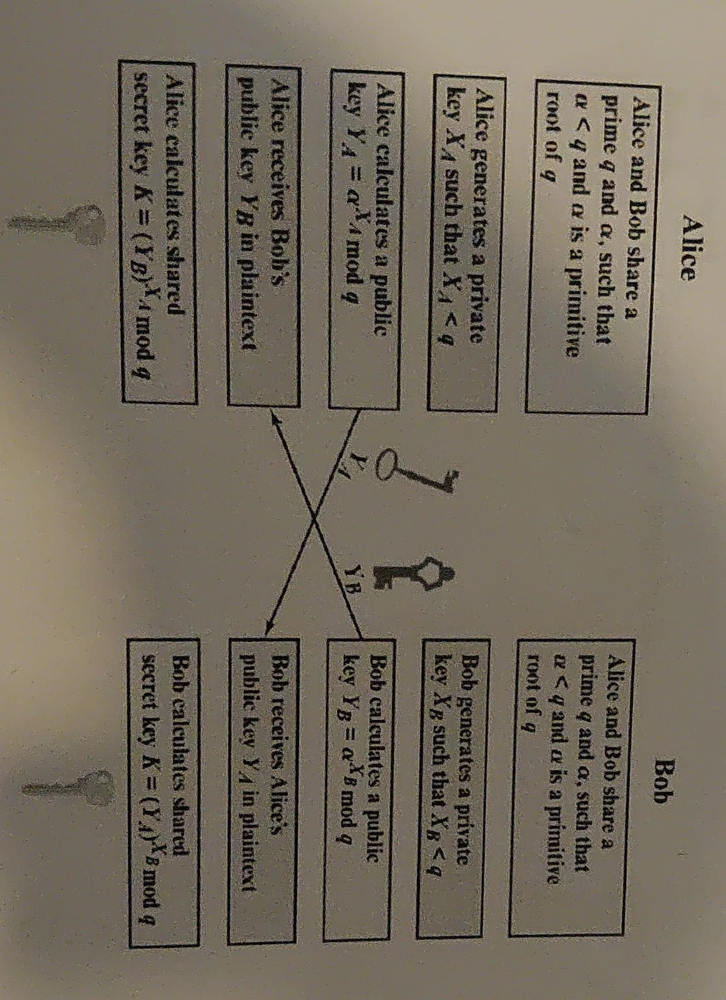 Alice
Alice and Bob share a
prime q and α, such that
α < q and α is a primitive
root of q
Alice generates a private
key X_A such that X_A < q
Alice calculates a public
key Y_A = α^X_A mod q
Alice receives Bob's
public key Y_B in plaintext
Alice calculates shared
secret key K = (Y_B)^X_A mod q
Y_A
Y_B
Bob
Alice and Bob share a
prime q and α, such that
α < q and α is a primitive
root of q
Bob generates a private
key X_B such that X_B < q
Bob calculates a public
key Y_B = α^X_B mod q
Bob receives Alice's
public key Y_A in plaintext
Bob calculates shared
secret key K = (Y_A)^X_B mod q